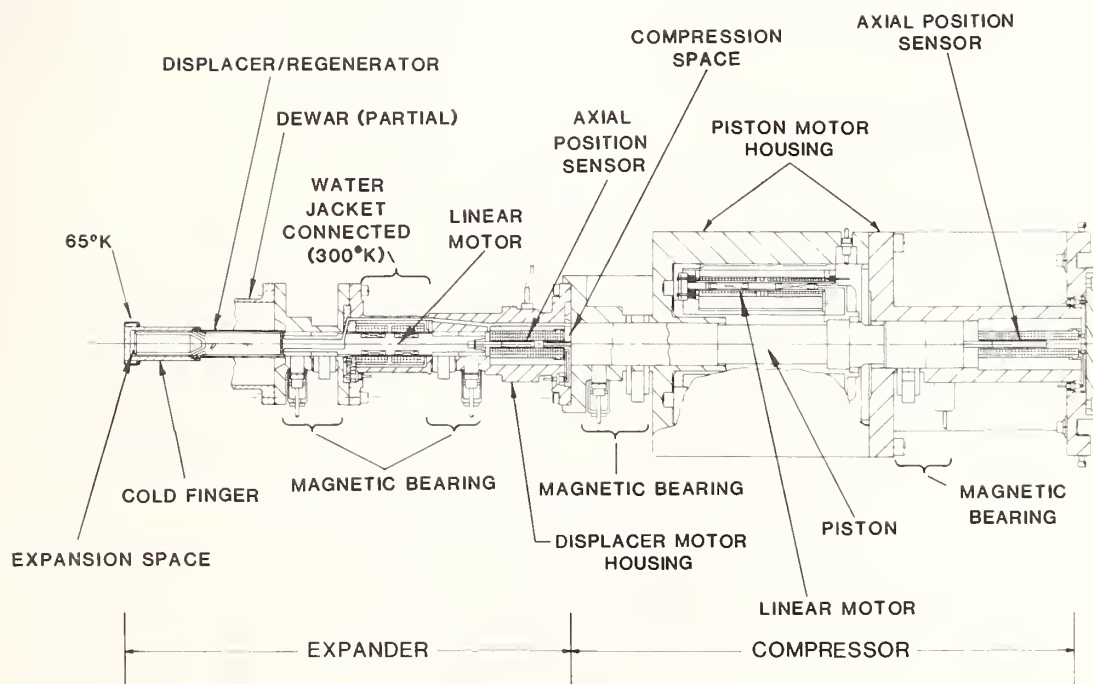 AXIAL POSITION
SENSOR
COMPRESSION
SPACE
DISPLACER/REGENERATOR
DEWAR (PARTIAL)
AXIAL
POSITION
SENSOR
PISTON MOTOR
HOUSING
WATER
JACKET
CONNECTED
(300°K)
LINEAR
MOTOR
65°K
COLD FINGER
MAGNETIC BEARING
MAGNETIC BEARING
MAGNETIC
BEARING
PISTON
EXPANSION SPACE
DISPLACER MOTOR
HOUSING
LINEAR MOTOR
EXPANDER
COMPRESSOR